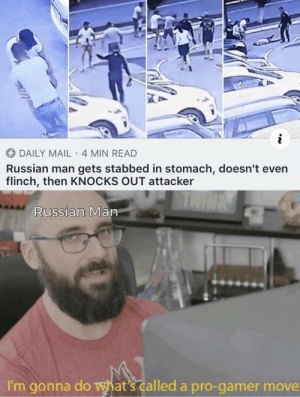 i
DAILY MAIL · 4 MIN READ
Russian man gets stabbed in stomach, doesn't even
flinch, then KNOCKS OUT attacker
Russian Man
I'm gonna do what's called a pro-gamer move